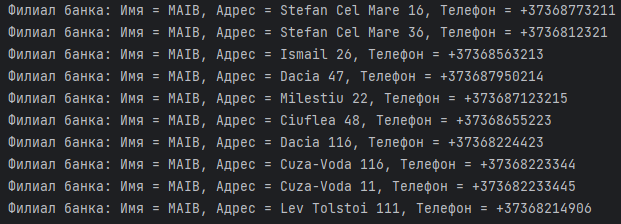 Филиал банка: Имя = MAIB, Адрес = Stefan Cel Mare 16, Телефон = +37368773211
Филиал банка: Имя = MAIB, Адрес = Stefan Cel Mare 36, Телефон = +3736812321
Филиал банка: Имя = MAIB, Адрес = Ismail 26, Телефон = +37368563213
Филиал банка: Имя = MAIB, Адрес = Dacia 47, Телефон = +373687950214
Филиал банка: Имя = MAIB, Адрес = Milestiu 22, Телефон = +373687123215
Филиал банка: Имя = MAIB, Адрес = Ciuflea 48, Телефон = +37368655223
Филиал банка: Имя = MAIB, Адрес = Dacia 116, Телефон = +37368224423
Филиал банка: Имя = MAIB, Адрес = Cuza-Voda 116, Телефон = +37368223344
Филиал банка: Имя = MAIB, Адрес = Cuza-Voda 11, Телефон = +37368233445
Филиал банка: Имя = MAIB, Адрес = Lev Tolstoi 111, Телефон = +37368214906